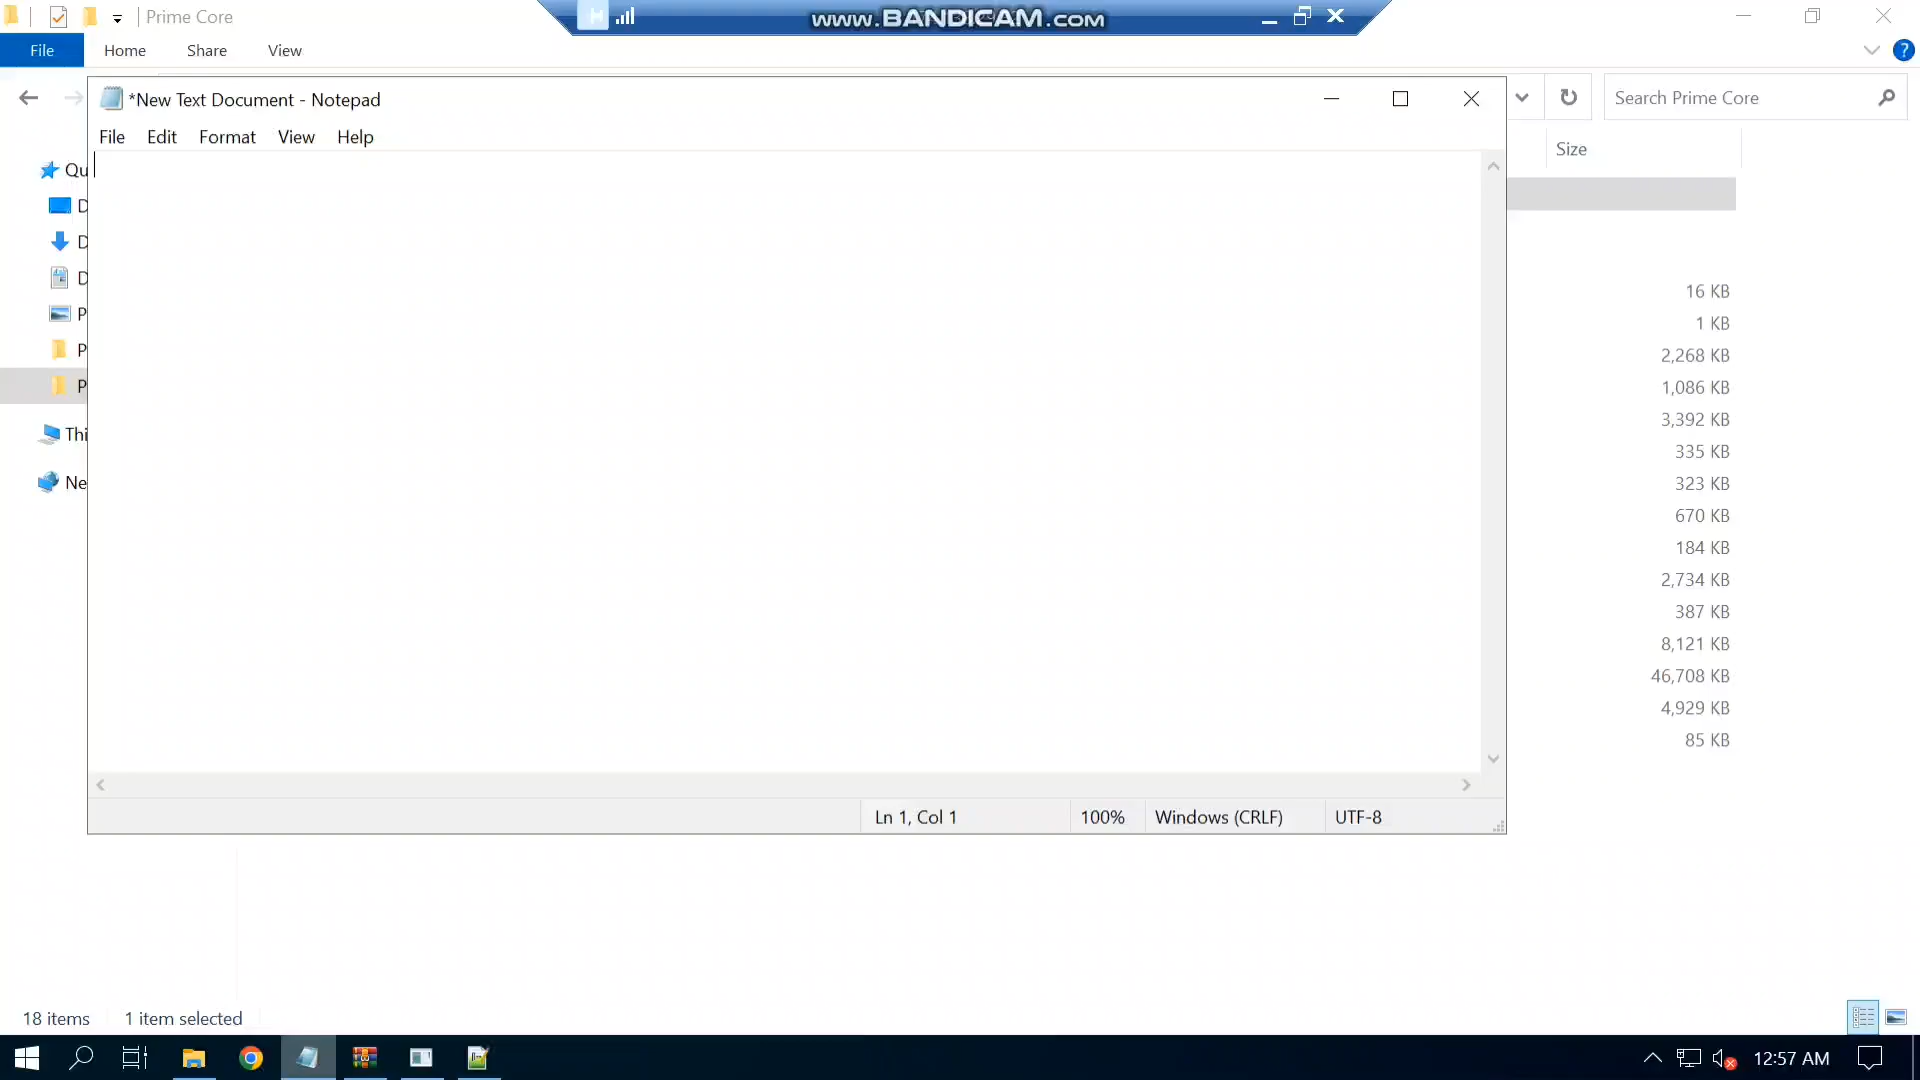 Prime Core
www.BANDICAM.com
File Home Share View
*New Text Document - Notepad
Search Prime Core
File Edit Format View Help
Size
Qu
D
D
D
P
P
P
Thi
Ne
16 KB
1 KB
2,268 KB
1,086 KB
3,392 KB
335 KB
323 KB
670 KB
184 KB
2,734 KB
387 KB
8,121 KB
46,708 KB
4,929 KB
85 KB
Ln 1, Col 1 100% Windows (CRLF) UTF-8
18 items 1 item selected
12:57 AM